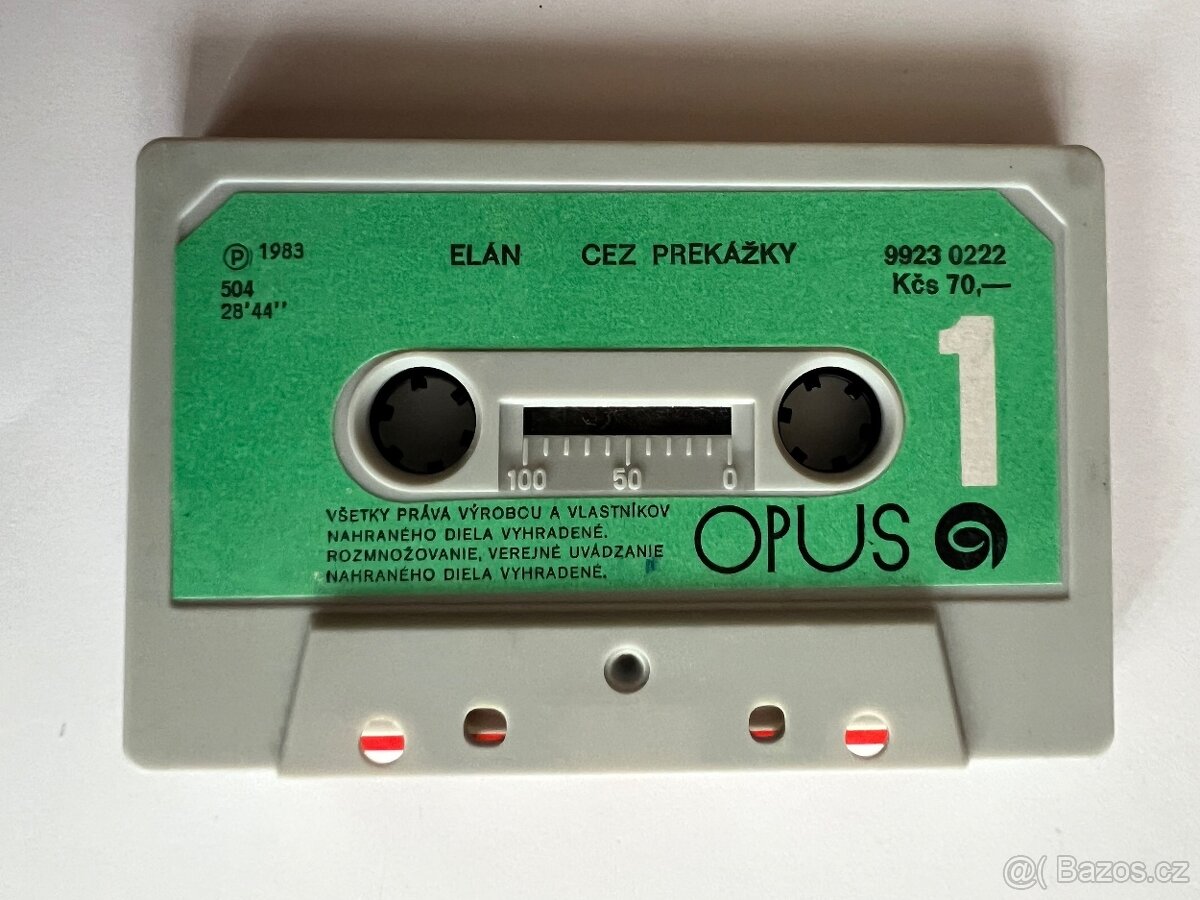 Ⓟ 1983 ELÁN CEZ PREKÁŽKY 9923 0222
504 Kčs 70,—
28'44''
1
100 50 0
VŠETKY PRÁVA VÝROBCU A VLASTNÍKOV
NAHRANÉHO DIELA VYHRADENÉ.
ROZMNOŽOVANIE, VEREJNÉ UVÁDZANIE
NAHRANÉHO DIELA VYHRADENÉ.
OPUS
@( Bazos.cz